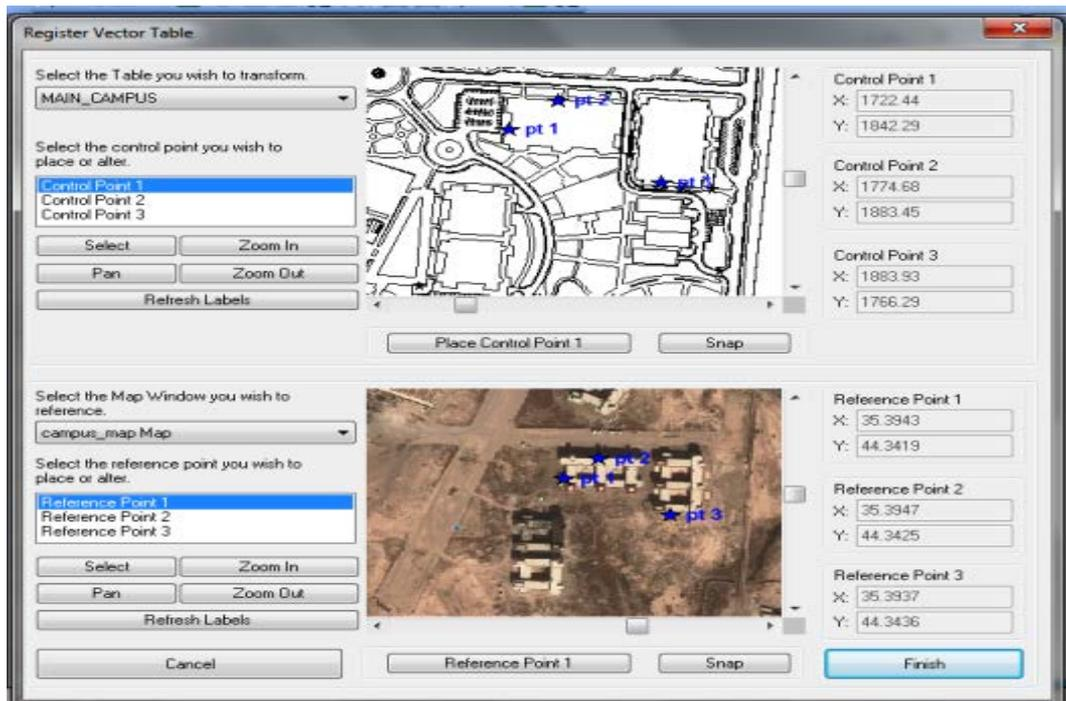 Register Vector Table
Select the Table you wish to transform.
MAIN_CAMPUS
Select the control point you wish to
place or alter.
Control Point 1
Control Point 2
Control Point 3
Select
Zoom In
Pan
Zoom Out
Refresh Labels
pt 2
pt 1
Place Control Point 1
Snap
Control Point 1
X: 1722.44
Y: 1842.29
Control Point 2
X: 1774.68
Y: 1883.45
Control Point 3
X: 1883.93
Y: 1766.29
Select the Map Window you wish to
reference.
campus_map Map
Select the reference point you wish to
place or alter.
Reference Point 1
Reference Point 2
Reference Point 3
Select
Zoom In
Pan
Zoom Out
Refresh Labels
Cancel
pt 2
pt 1
pt 3
Reference Point 1
Snap
Reference Point 1
X: 35.3943
Y: 44.3419
Reference Point 2
X: 35.3947
Y: 44.3425
Reference Point 3
X: 35.3937
Y: 44.3436
Finish